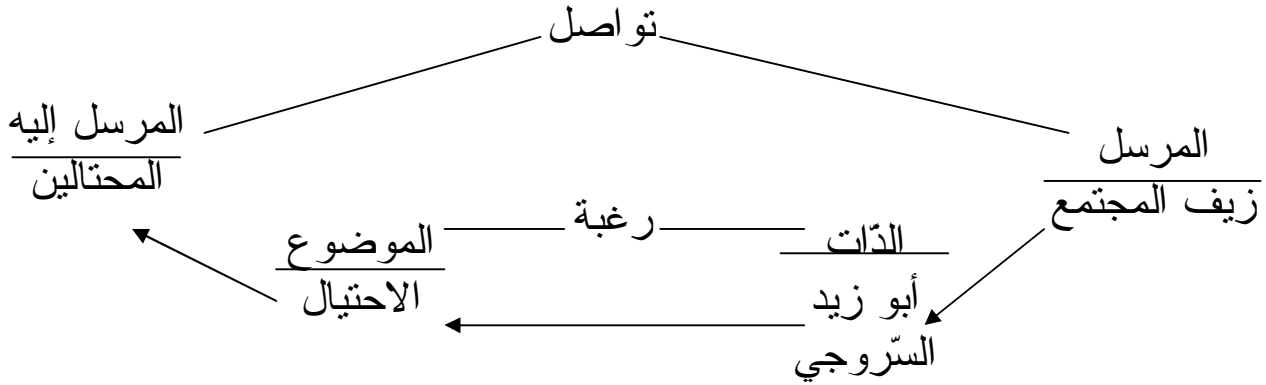 تواصل
المرسل
زيف المجتمع
المرسل إليه
المحتالين
رغبة
الذّات
أبو زيد
السّروجي
الموضوع
الاحتيال